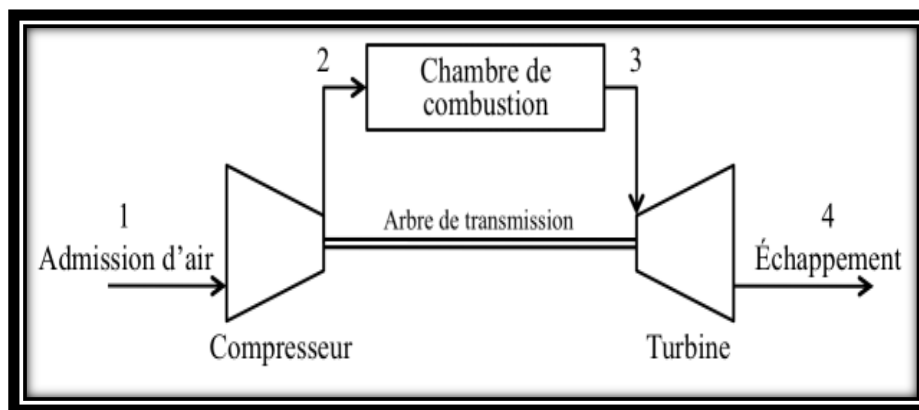 2
Chambre de
combustion
3
1
Admission d’air
Arbre de transmission
4
Échappement
Compresseur
Turbine